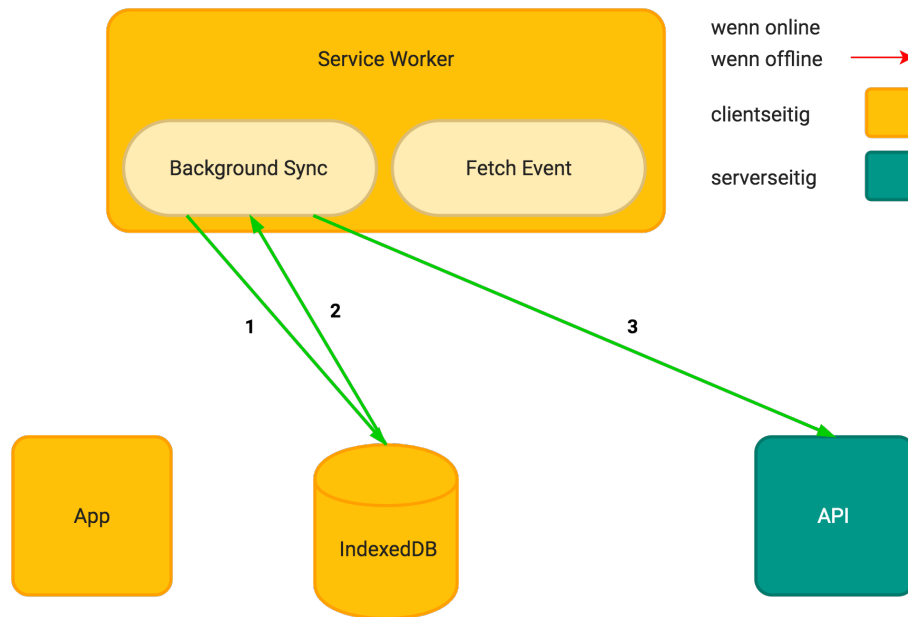 Service Worker
Background Sync
Fetch Event
wenn online
wenn offline
clientseitig
serverseitig
1
2
3
App
IndexedDB
API